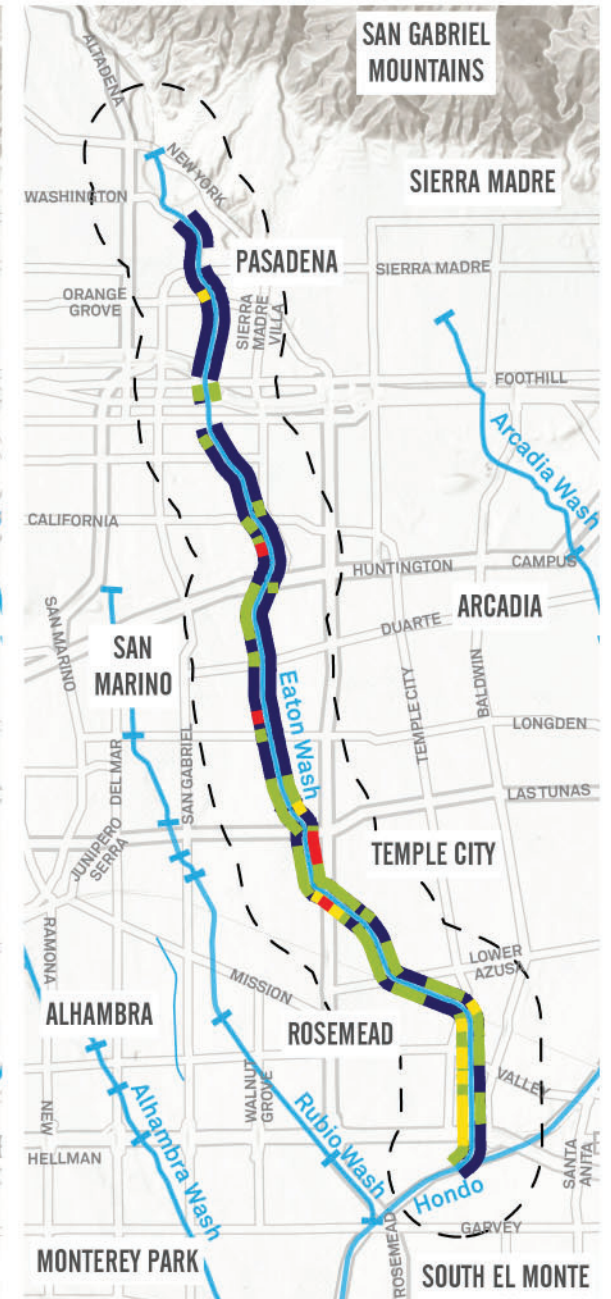 SAN GABRIEL
MOUNTAINS
ALTADENA
NEW YORK
SIERRA MADRE
WASHINGTON
PASADENA
SIERRA MADRE
ORANGE
GROVE
SIERRA
MADRE
VILLA
FOOTHILL
Arcadia Wash
CALIFORNIA
CAMPUS
HUNTINGTON
ARCADIA
SAN MARINO
DUARTE
SAN
MARINO
BALDWIN
TEMPLE CITY
Eaton Wash
LONGDEN
DEL MAR
SAN GABRIEL
LAS TUNAS
JUNIPERO
SERRA
TEMPLE CITY
RAMONA
LOWER
AZUSA
MISSION
ALHAMBRA
ROSEMEAD
VALLEY
WALNUT
GROVE
NEW
Alhambra Wash
Rubio Wash
HELLMAN
SANTA
ANITA
Hondo
GARVEY
ROSEMEAD
MONTEREY PARK
SOUTH EL MONTE